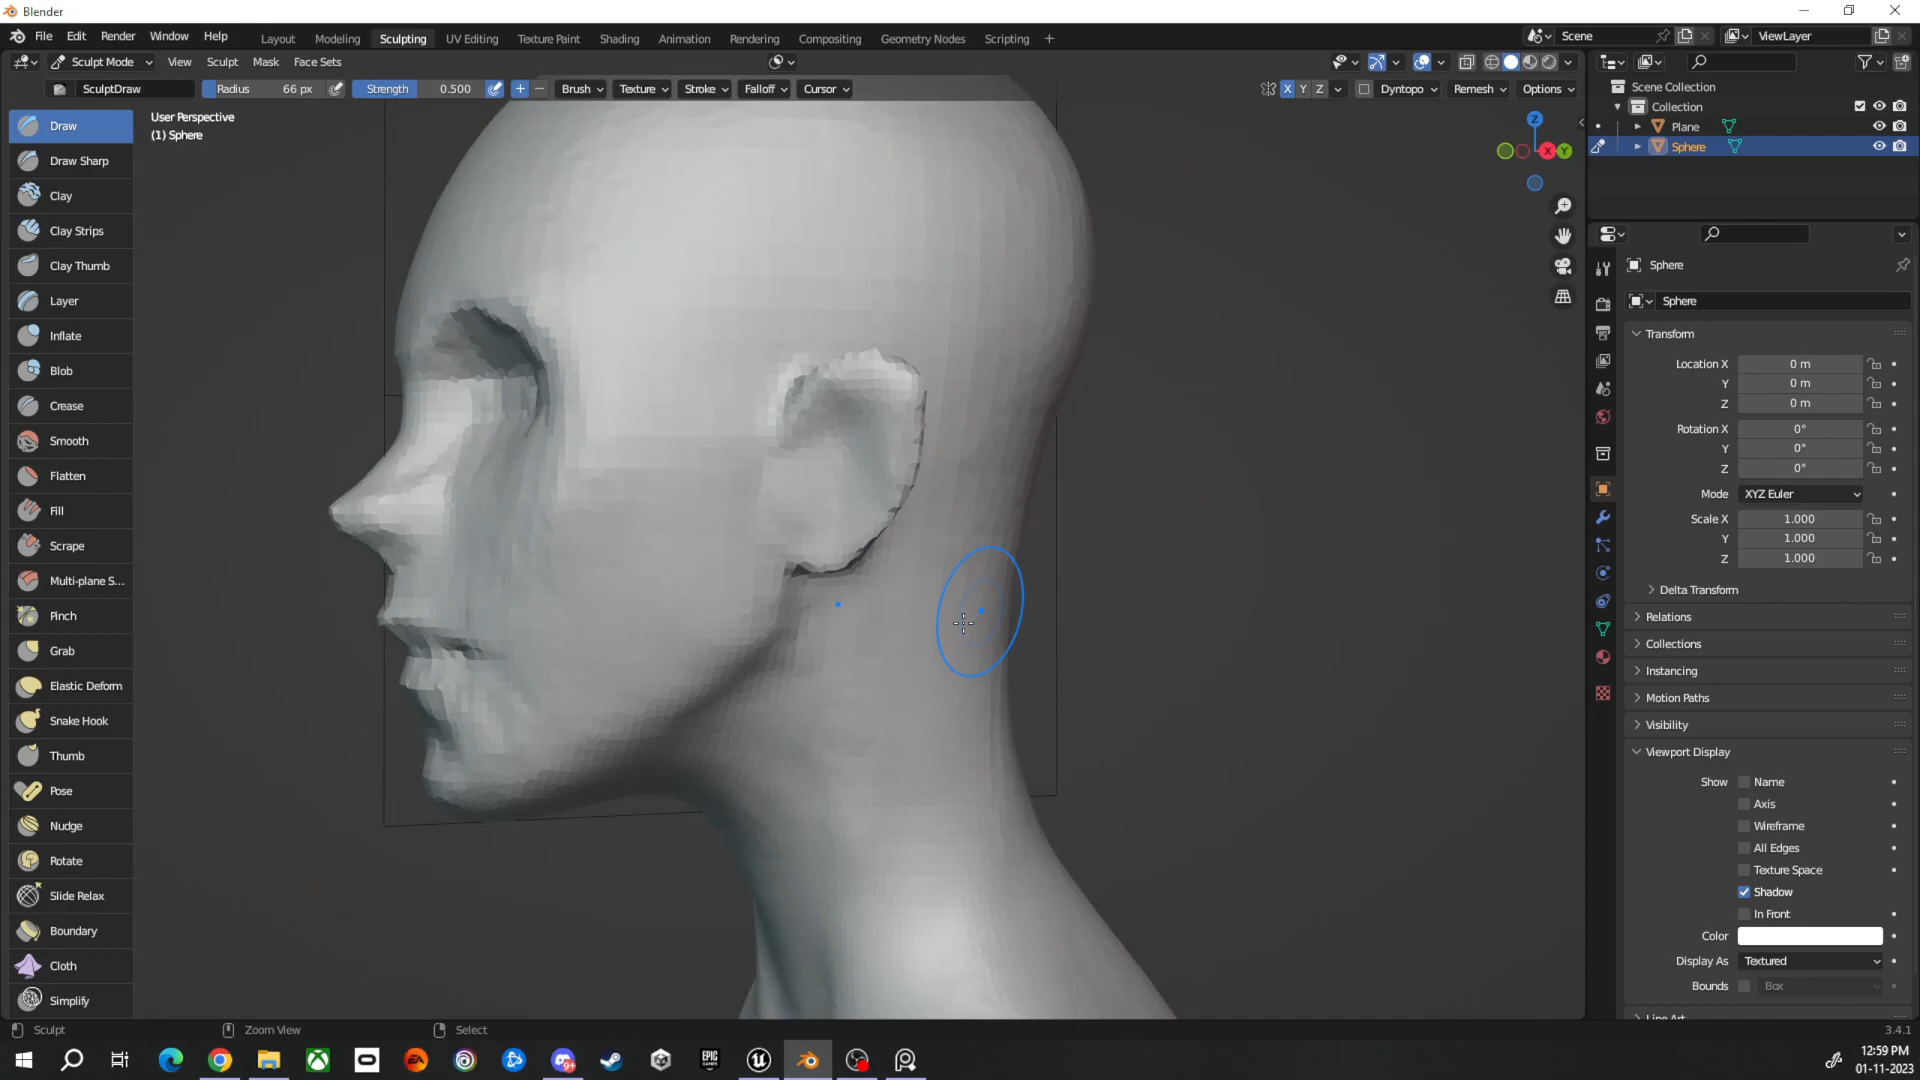 Blender
File Edit Render Window Help Layout Modeling Sculpting UV Editing Texture Paint Shading Animation Rendering Compositing Geometry Nodes Scripting + Scene ViewLayer
Sculpt Mode View Sculpt Mask Face Sets
SculptDraw Radius 66 px Strength 0.500 + − Brush Texture Stroke Falloff Cursor X Y Z Dyntopo Remesh Options
User Perspective
(1) Sphere
Draw
Draw Sharp
Clay
Clay Strips
Clay Thumb
Layer
Inflate
Blob
Crease
Smooth
Flatten
Fill
Scrape
Multi-plane S...
Pinch
Grab
Elastic Deform
Snake Hook
Thumb
Pose
Nudge
Rotate
Slide Relax
Boundary
Cloth
Simplify
Z
X Y
Scene Collection
Collection
Plane
Sphere
Sphere
Sphere
Transform
Location X 0 m
Y 0 m
Z 0 m
Rotation X 0°
Y 0°
Z 0°
Mode XYZ Euler
Scale X 1.000
Y 1.000
Z 1.000
Delta Transform
Relations
Collections
Instancing
Motion Paths
Visibility
Viewport Display
Show Name
Axis
Wireframe
All Edges
Texture Space
Shadow
In Front
Color
Display As Textured
Bounds Box
Line Art
Sculpt Zoom View Select 3.4.1
EA 9+ EPIC GAMES
12:59 PM
01-11-2023